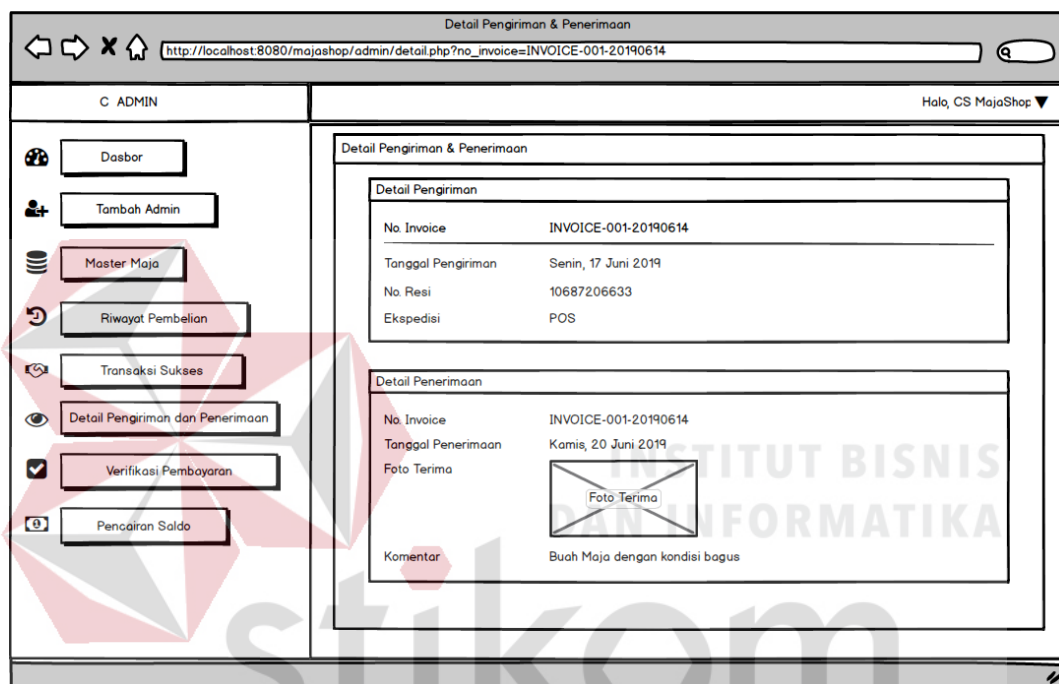 Detail Pengiriman & Penerimaan
http://localhost:8080/majashop/admin/detail.php?no_invoice=INVOICE-001-20190614
C ADMIN
Halo, CS MajaShop
Dasbor
Tambah Admin
Master Maja
Riwayat Pembelian
Transaksi Sukses
Detail Pengiriman dan Penerimaan
Verifikasi Pembayaran
Pencairan Saldo
Detail Pengiriman & Penerimaan
Detail Pengiriman
No. Invoice INVOICE-001-20190614
Tanggal Pengiriman Senin, 17 Juni 2019
No. Resi 10687206633
Ekspedisi POS
Detail Penerimaan
No. Invoice INVOICE-001-20190614
Tanggal Penerimaan Kamis, 20 Juni 2019
Foto Terima Foto Terima
Komentar Buah Maja dengan kondisi bagus
INSTITUT BISNIS
DAN INFORMATIKA
stikom